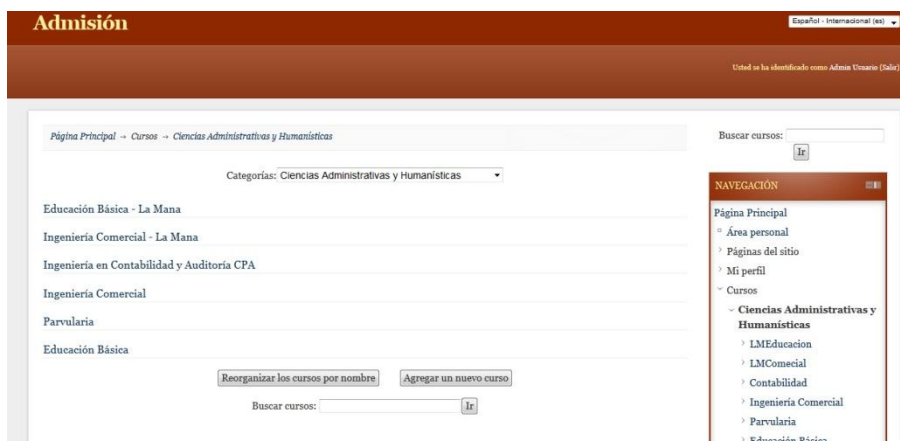 Admisión
Español - Internacional (es)
Usted se ha identificado como Admin Usuario (Salir)
Página Principal → Cursos → Ciencias Administrativas y Humanísticas
Categorías: Ciencias Administrativas y Humanísticas
Educación Básica - La Mana
Ingeniería Comercial - La Mana
Ingeniería en Contabilidad y Auditoría CPA
Ingeniería Comercial
Parvularia
Educación Básica
Reorganizar los cursos por nombre Agregar un nuevo curso
Buscar cursos: Ir
Buscar cursos:
Ir
NAVEGACIÓN
Página Principal
Área personal
Páginas del sitio
Mi perfil
Cursos
Ciencias Administrativas y
Humanísticas
LMEducacion
LMComecial
Contabilidad
Ingeniería Comercial
Parvularia
Educación Básica